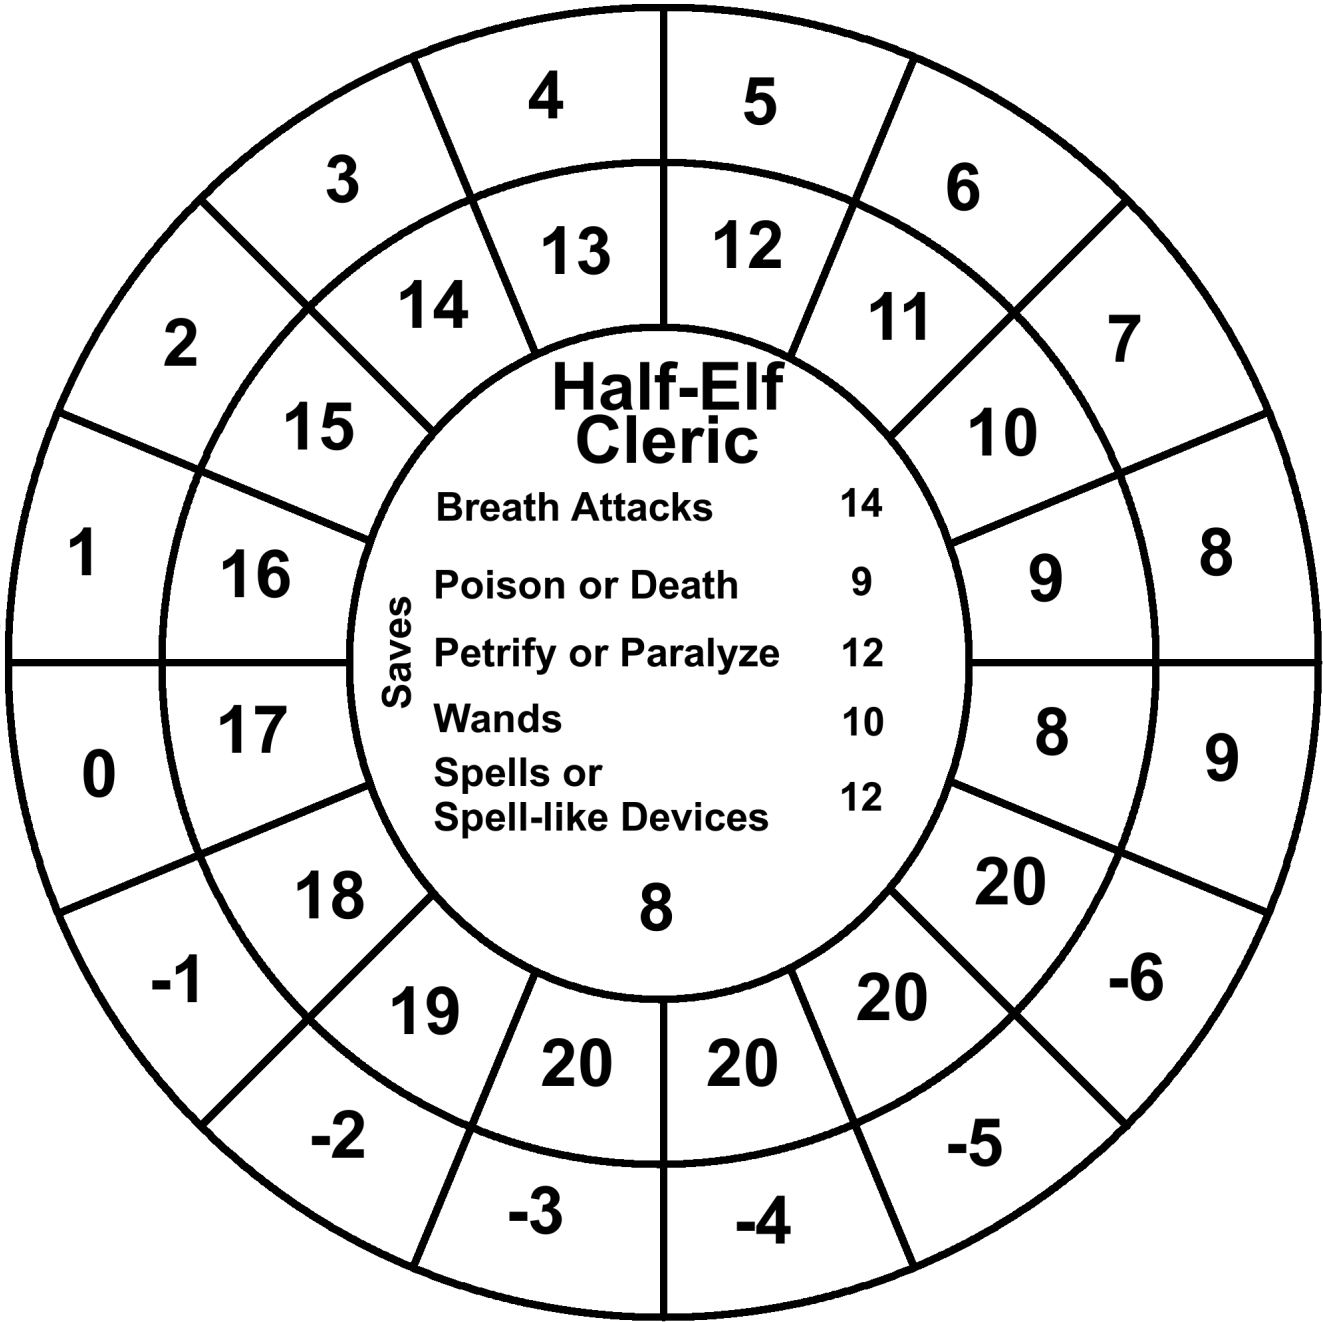 4 5
3 6
13 12
14 11
2 7
15 10
Half-Elf
Cleric
Breath Attacks 14
1 8
16 9
Poison or Death 9
Saves
Petrify or Paralyze 12
Wands 10
17 8
0 9
Spells or
Spell-like Devices 12
18 20
8
-1 -6
19 20
20 20
-2 -5
-3 -4